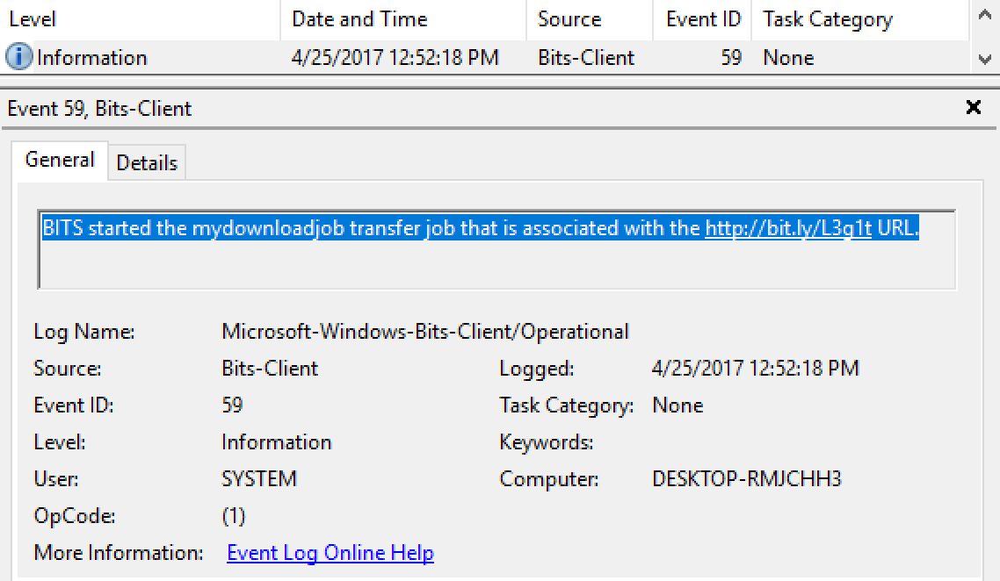 Level Date and Time Source Event ID Task Category
Information 4/25/2017 12:52:18 PM Bits-Client 59 None
Event 59, Bits-Client
General Details
BITS started the mydownloadjob transfer job that is associated with the http://bit.ly/L3g1t URL.
Log Name: Microsoft-Windows-Bits-Client/Operational
Source: Bits-Client Logged: 4/25/2017 12:52:18 PM
Event ID: 59 Task Category: None
Level: Information Keywords:
User: SYSTEM Computer: DESKTOP-RMJCHH3
OpCode: (1)
More Information: Event Log Online Help